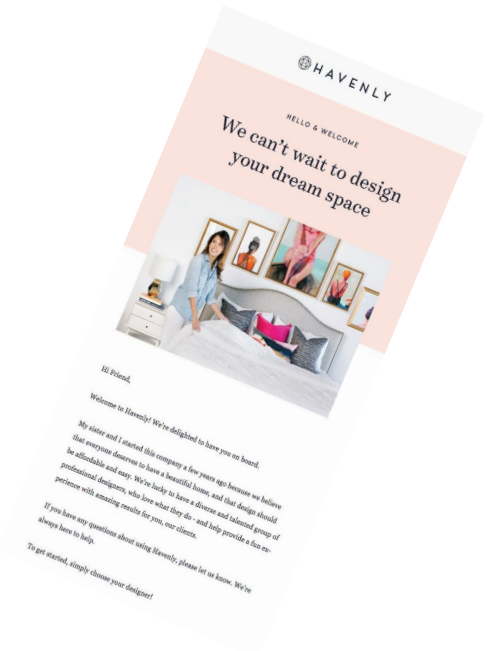 HAVENLY
HELLO & WELCOME
We can't wait to design
your dream space
Hi Friend,
Welcome to Havenly! We're delighted to have you on board.
My sister and I started this company a few years ago because we believe
that everyone deserves to have a beautiful home, and that design should
be affordable and easy. We're lucky to have a diverse and talented group of
professional designers, who love what they do - and help provide a fun ex-
perience with amazing results for you, our clients.
If you have any questions about using Havenly, please let us know. We're
always here to help.
To get started, simply choose your designer!